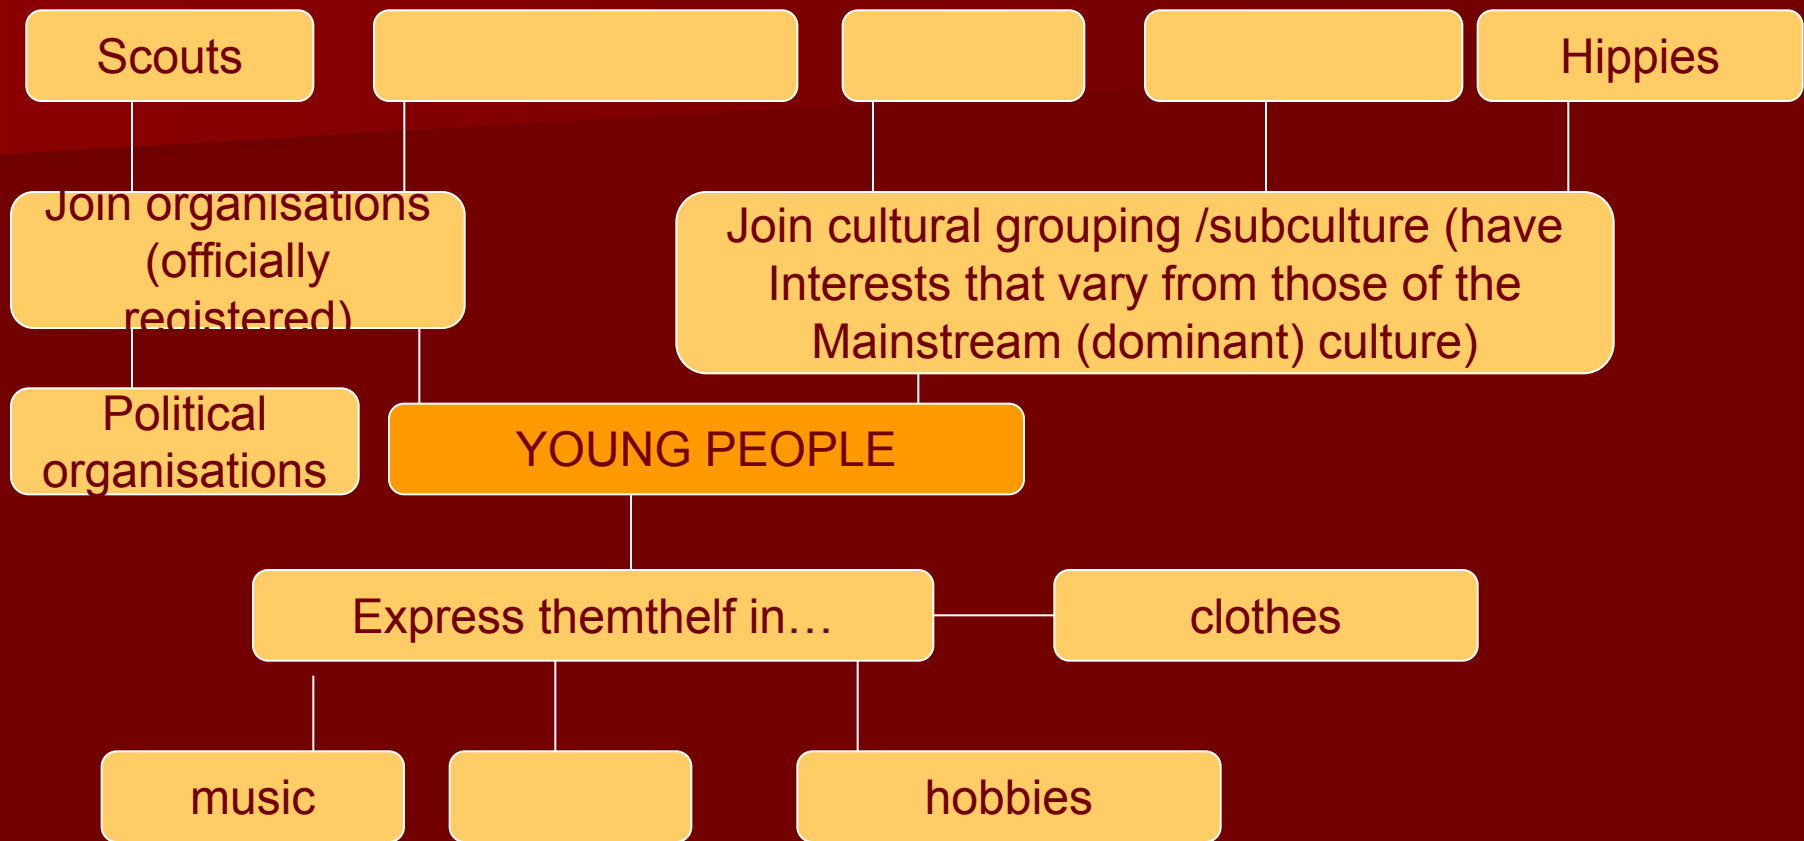 Scouts
Hippies
Join organisations
(officially
registered)
Join cultural grouping /subculture (have
Interests that vary from those of the
Mainstream (dominant) culture)
Political
organisations
YOUNG PEOPLE
Express themthelf in…
clothes
music
hobbies